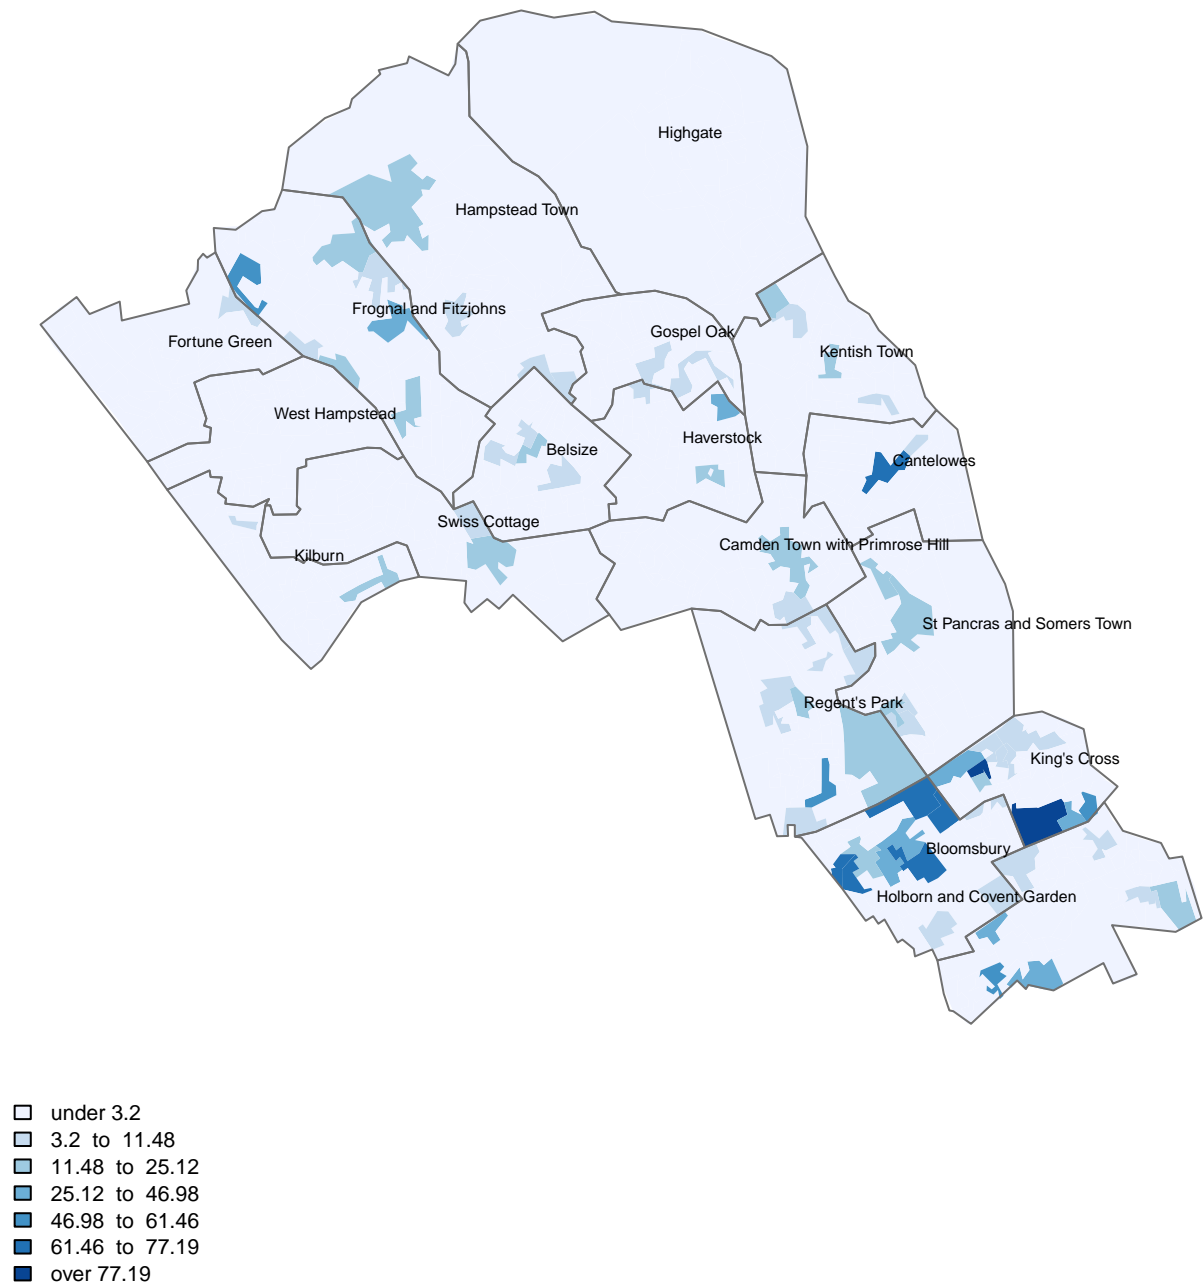 Highgate
Hampstead Town
Frognal and Fitzjohns
Gospel Oak
Fortune Green
Kentish Town
West Hampstead
Haverstock
Belsize
Cantelowes
Swiss Cottage
Camden Town with Primrose Hill
Kilburn
St Pancras and Somers Town
Regent's Park
King's Cross
Bloomsbury
Holborn and Covent Garden
under 3.2
3.2 to 11.48
11.48 to 25.12
25.12 to 46.98
46.98 to 61.46
61.46 to 77.19
over 77.19